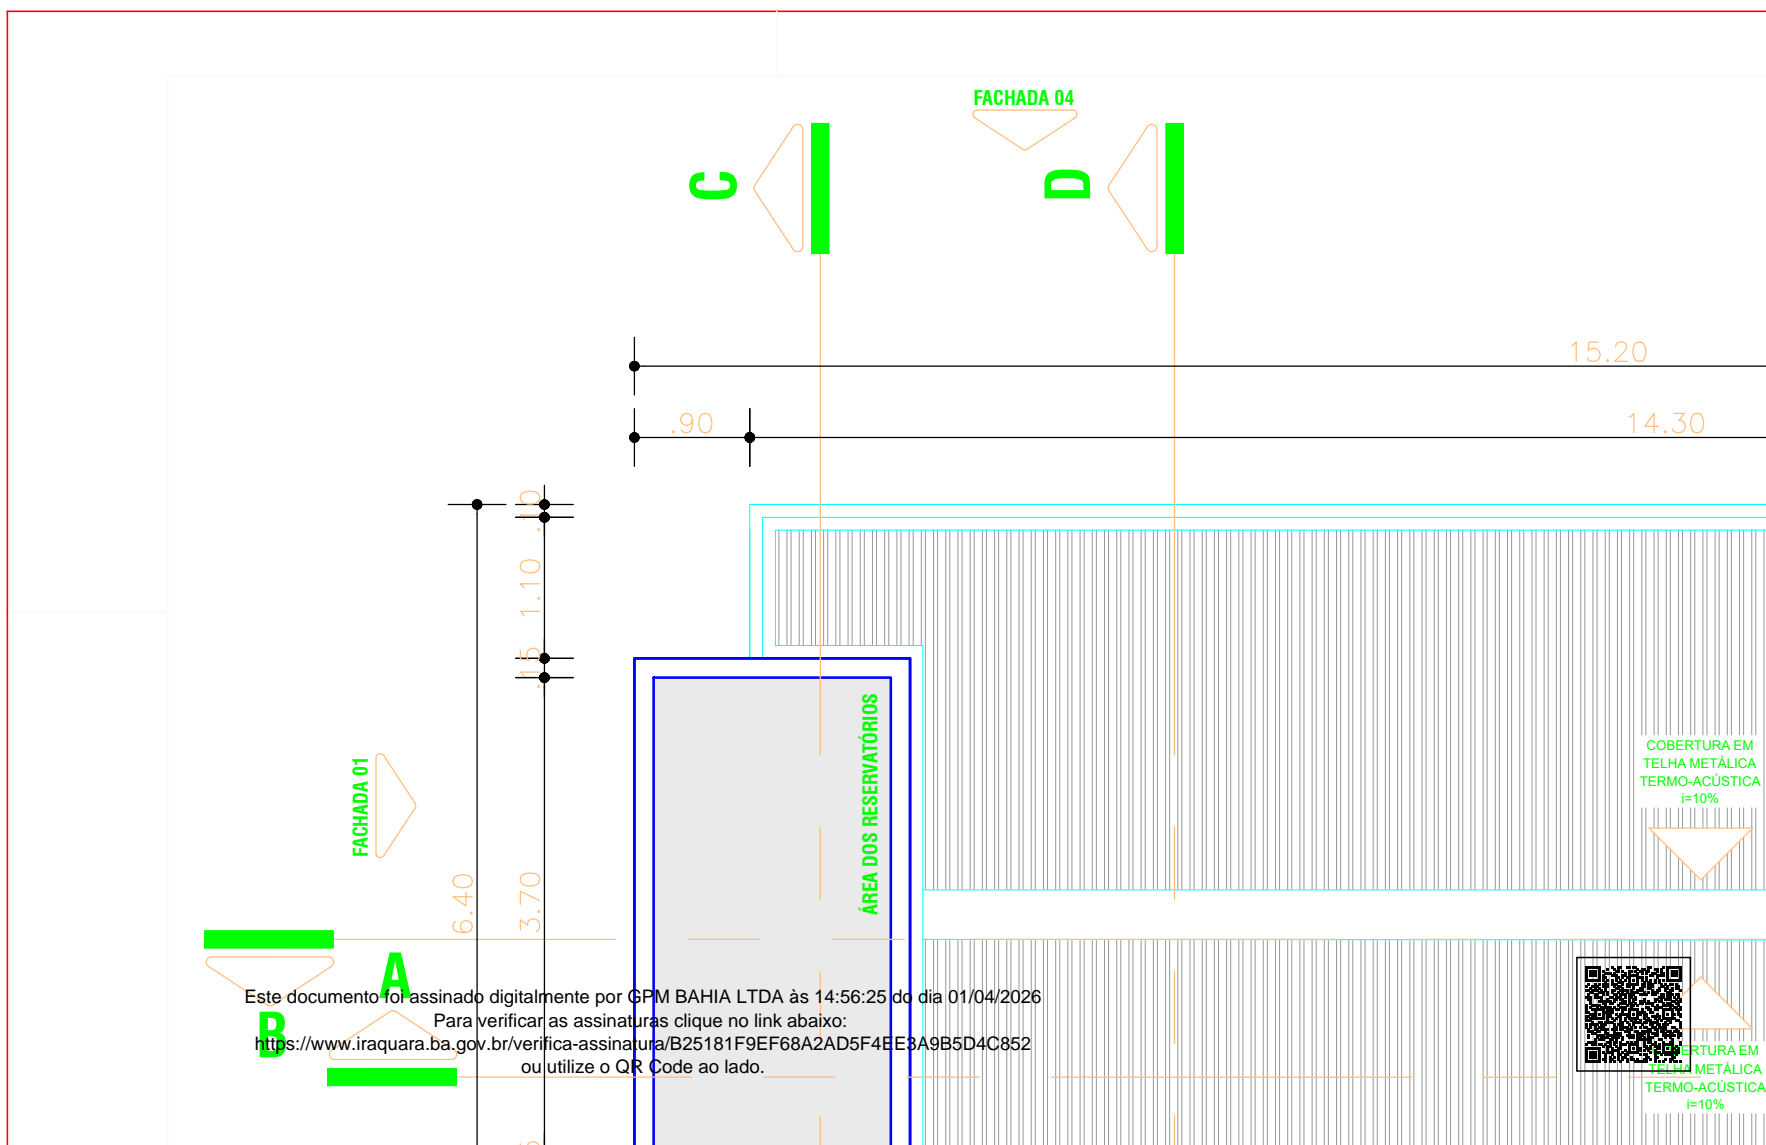 FACHADA 04
C
D
15.20
.90
14.30
.10
1.10
.15
ÁREA DOS RESERVATÓRIOS
FACHADA 01
COBERTURA EM
TELHA METÁLICA
TERMO-ACÚSTICA
i=10%
6.40
3.70
A
B
Este documento foi assinado digitalmente por GPM BAHIA LTDA às 14:56:25 do dia 01/04/2026
Para verificar as assinaturas clique no link abaixo:
https://www.iraquara.ba.gov.br/verifica-assinatura/B25181F9EF68A2AD5F4EE3A9B5D4C852
ou utilize o QR Code ao lado.
EM
TELHA METÁLICA
TERMO-ACÚSTICA
i=10%